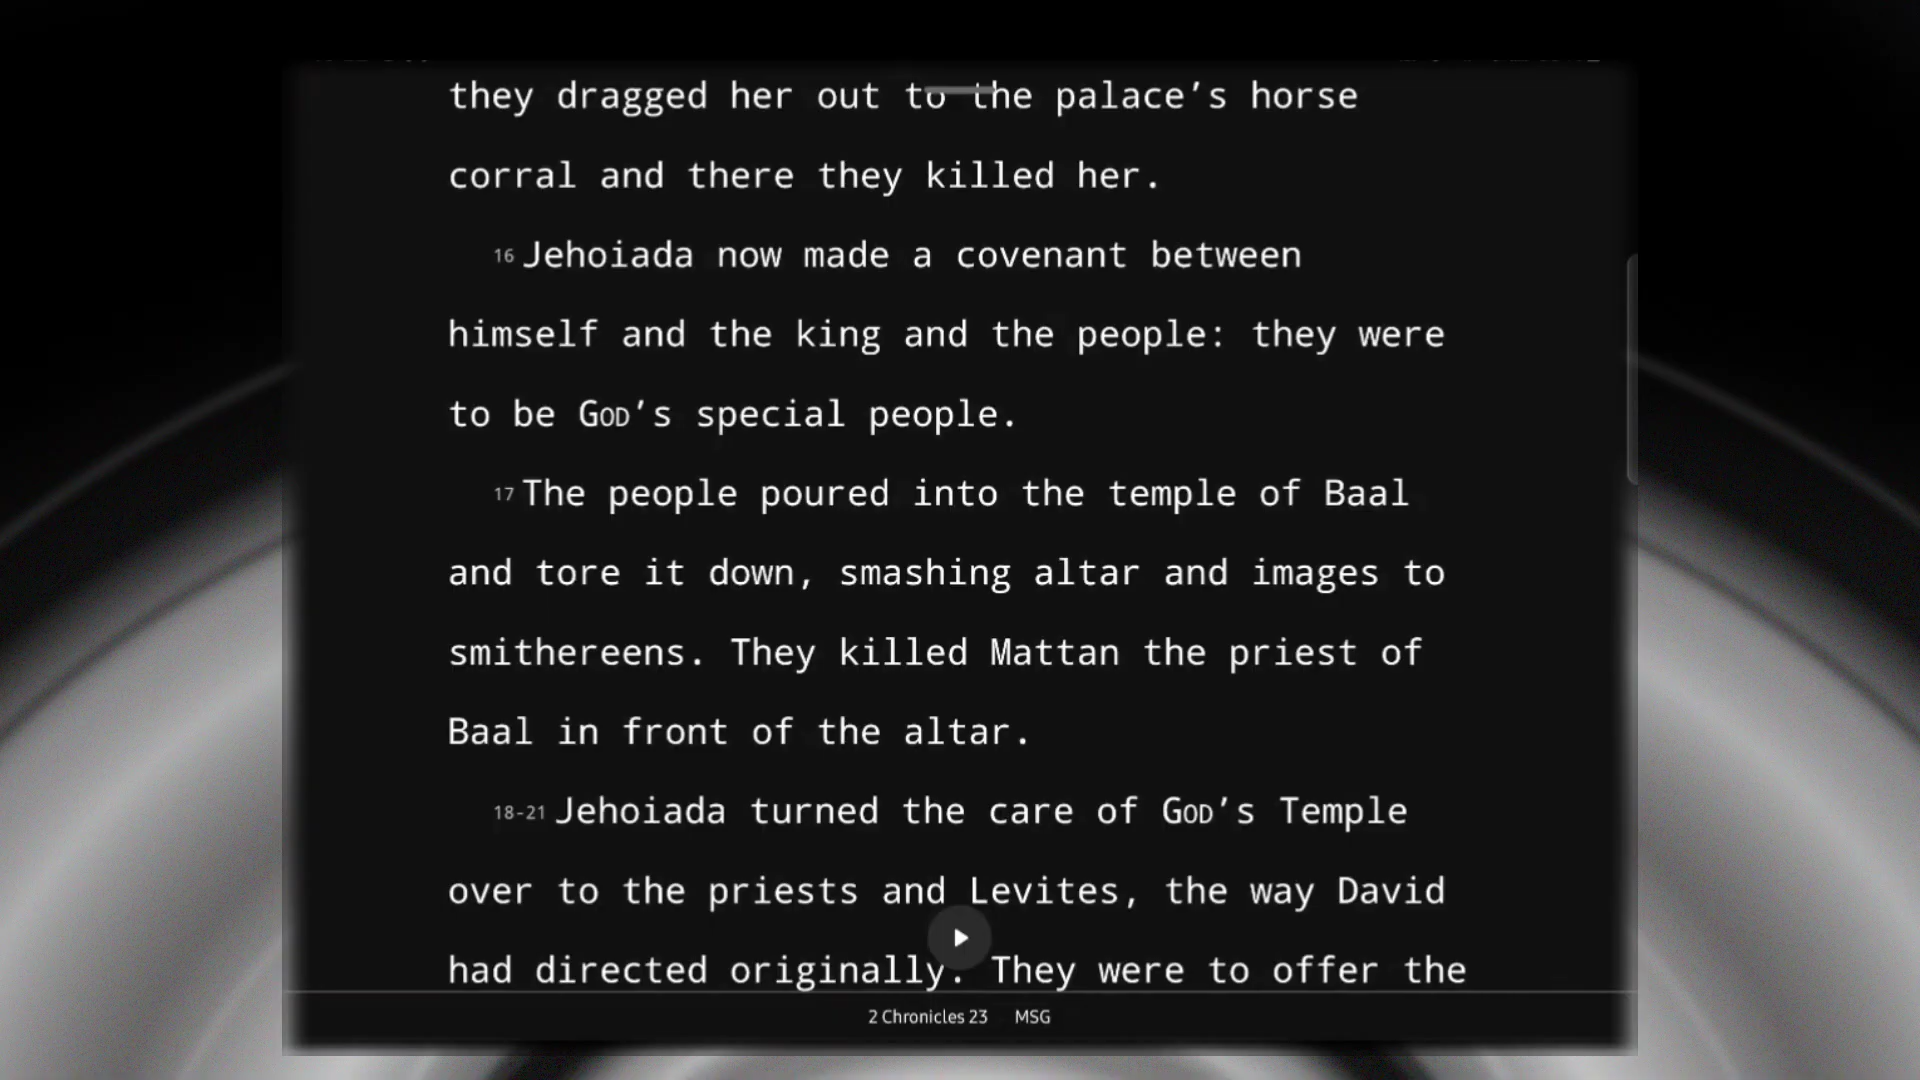 they dragged her out to the palace’s horse
corral and there they killed her.
16 Jehoiada now made a covenant between
himself and the king and the people: they were
to be GOD’s special people.
17 The people poured into the temple of Baal
and tore it down, smashing altar and images to
smithereens. They killed Mattan the priest of
Baal in front of the altar.
18-21 Jehoiada turned the care of GOD’s Temple
over to the priests and Levites, the way David
had directed originally. They were to offer the
2 Chronicles 23 MSG